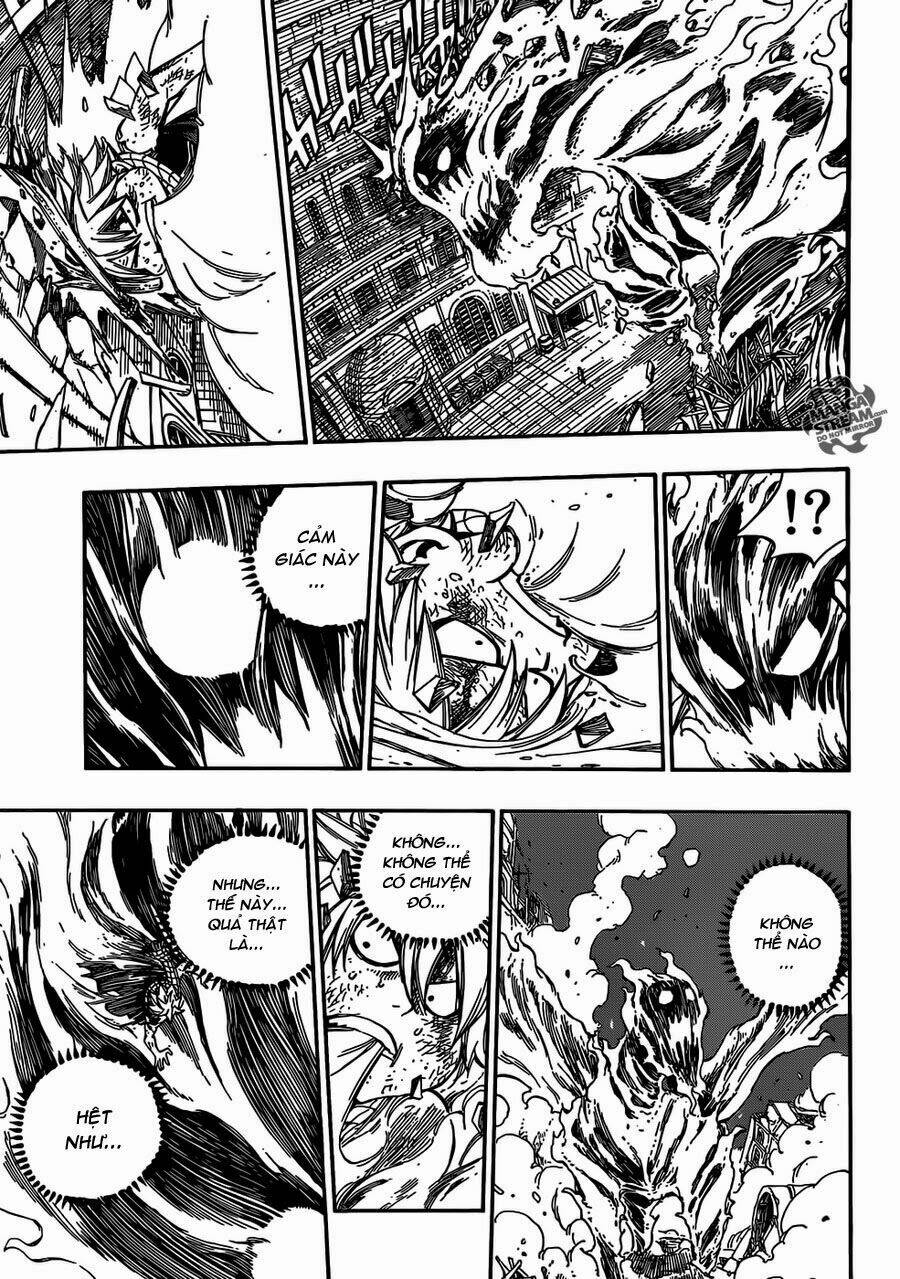 MANGA
STREAM.com
DO NOT MIRROR
!?
CẢM
GIÁC NÀY
...
KHÔNG
THỂ NÀO
...
KHÔNG...
KHÔNG THỂ
CÓ CHUYỆN
ĐÓ...
NHƯNG...
THẾ NÀY...
QUẢ THẬT
LÀ...
HỆT
NHƯ...